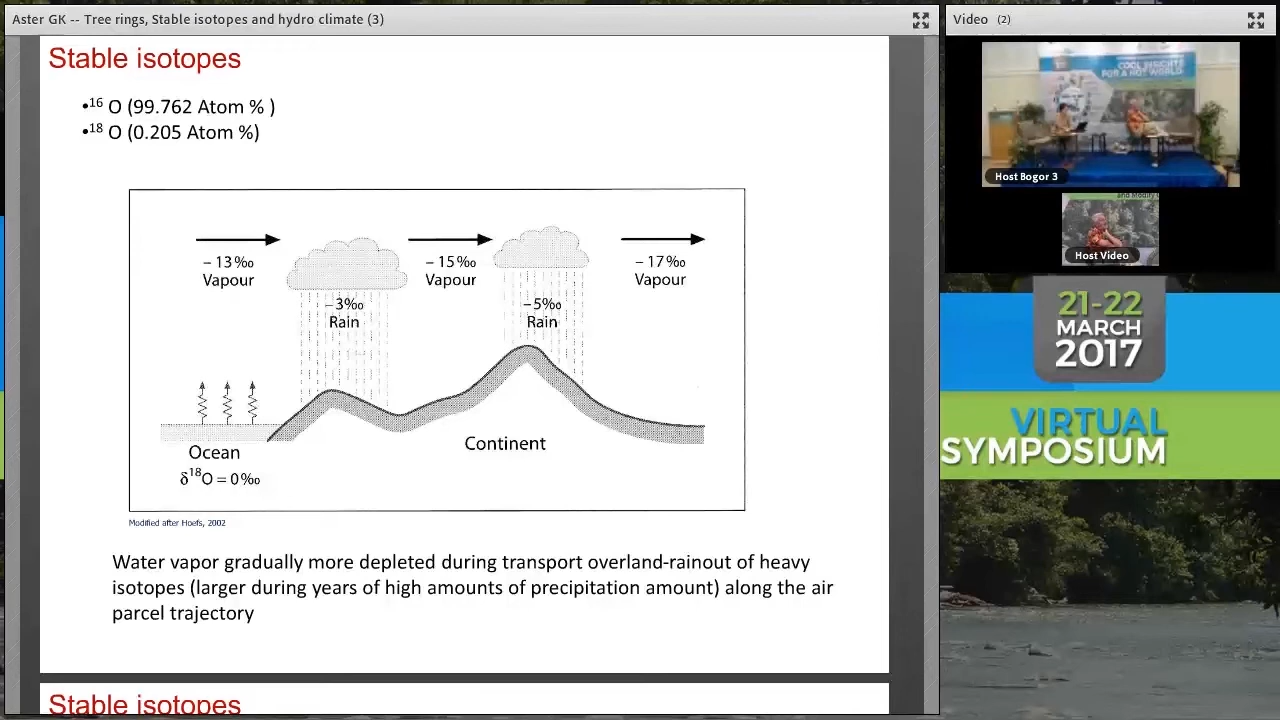 Aster GK -- Tree rings, Stable isotopes and hydro climate (3)
Stable isotopes
•16 O (99.762 Atom % )
•18 O (0.205 Atom %)
– 13‰
Vapour
– 15‰
Vapour
– 17‰
Vapour
–3‰
Rain
–5‰
Rain
Ocean
δ18O = 0‰
Continent
Modified after Hoefs, 2002
Water vapor gradually more depleted during transport overland-rainout of heavy
isotopes (larger during years of high amounts of precipitation amount) along the air
parcel trajectory
Stable isotopes
Video (2)
COOL INSIGHTS
FOR A HOT WORLD
Host Bogor 3
Host Video
21-22
MARCH
2017
VIRTUAL
SYMPOSIUM